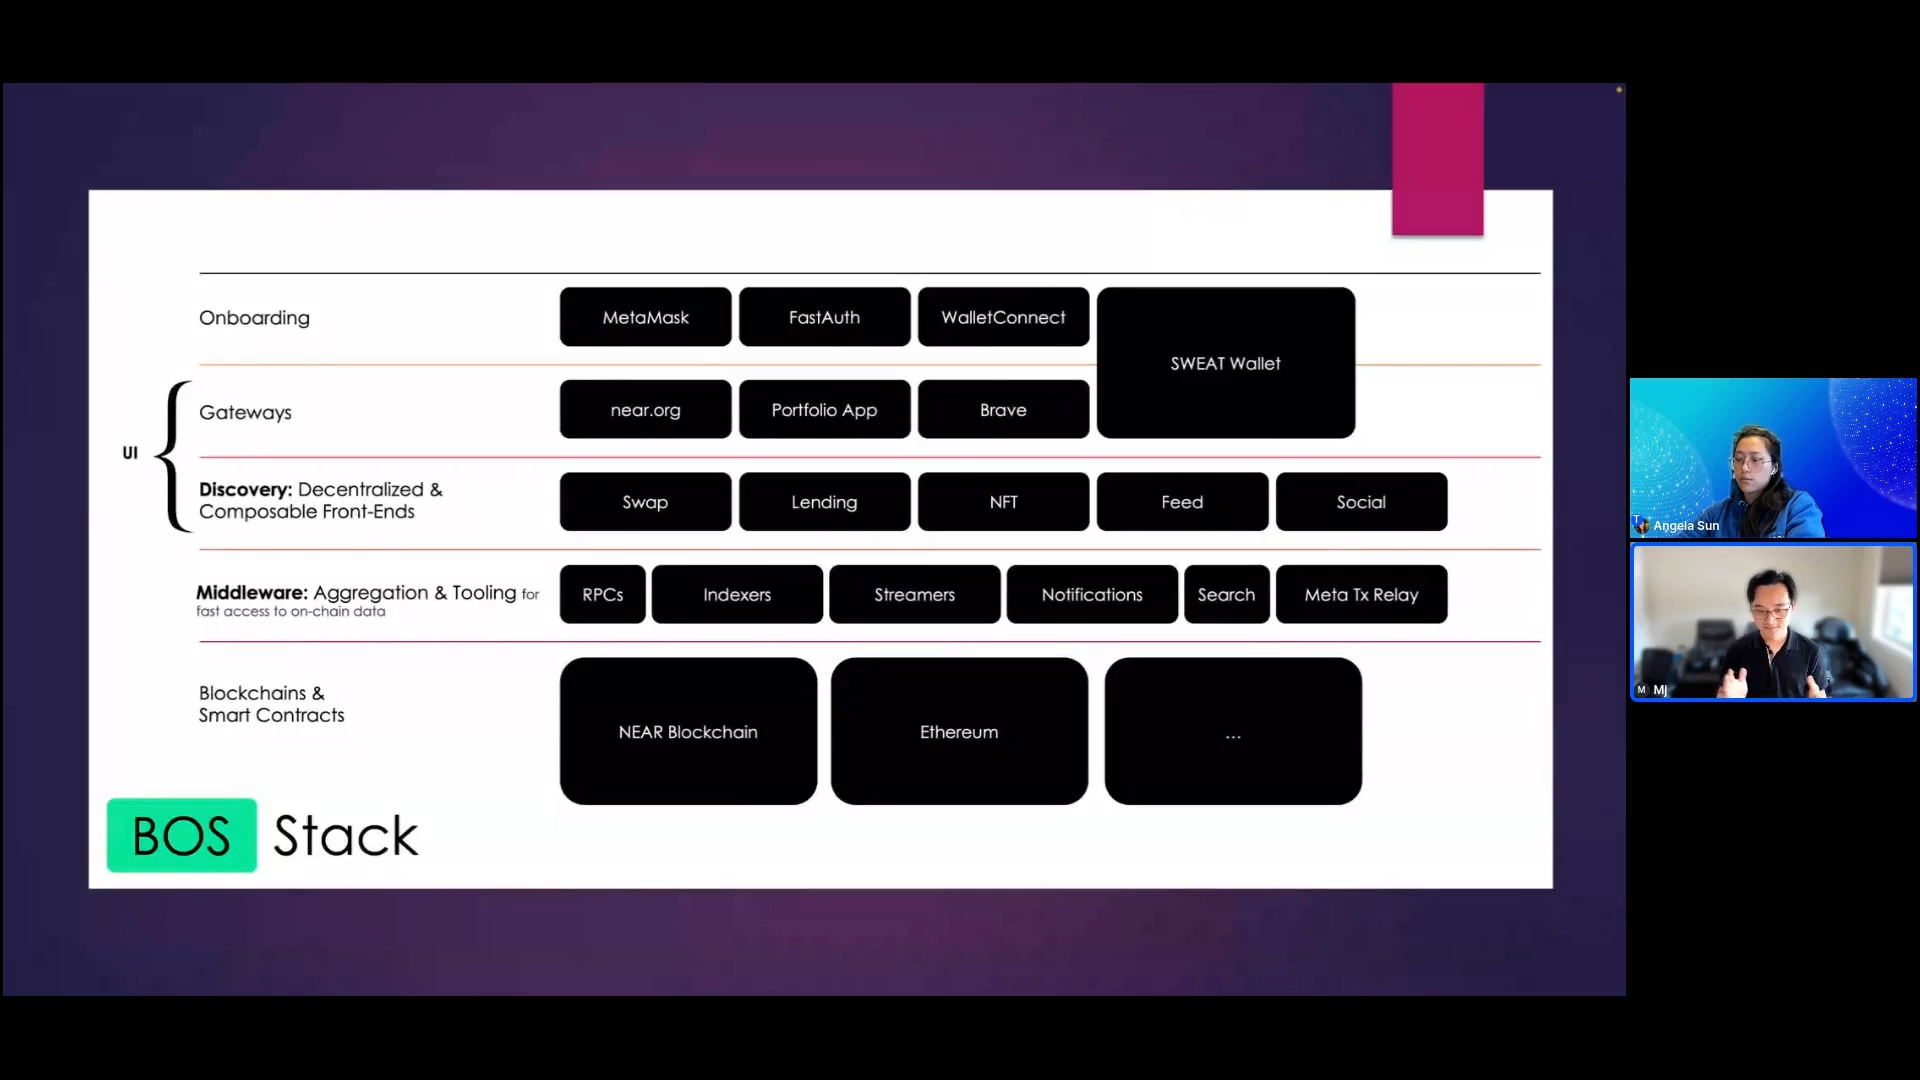 Onboarding
MetaMask
FastAuth
WalletConnect
SWEAT Wallet
UI
Gateways
near.org
Portfolio App
Brave
Discovery: Decentralized &
Composable Front-Ends
Swap
Lending
NFT
Feed
Social
Middleware: Aggregation & Tooling for
fast access to on-chain data
RPCs
Indexers
Streamers
Notifications
Search
Meta Tx Relay
Blockchains &
Smart Contracts
NEAR Blockchain
Ethereum
...
BOS Stack
T
Angela Sun
M Mj